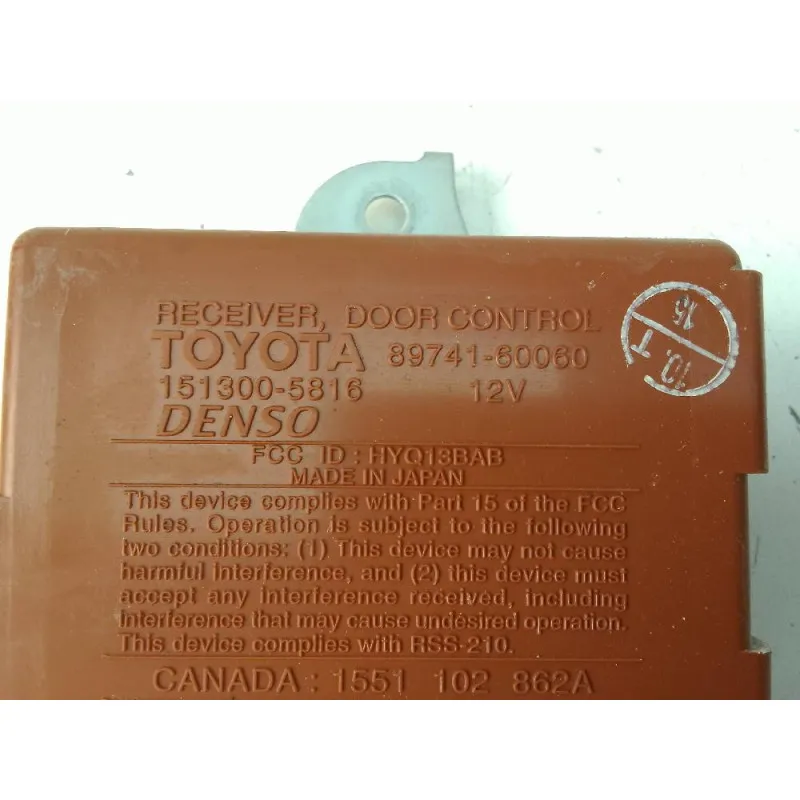 RECEIVER, DOOR CONTROL
TOYOTA 89741-60060
151300-5816 12V
DENSO
FCC ID : HYQ13BAB
MADE IN JAPAN
This device complies with Part 15 of the FCC
Rules. Operation is subject to the following
two conditions: (1) This device may not cause
harmful interference, and (2) this device must
accept any interference received, including
interference that may cause undesired operation.
This device complies with RSS-210.
CANADA : 1551 102 862A
10. T
15